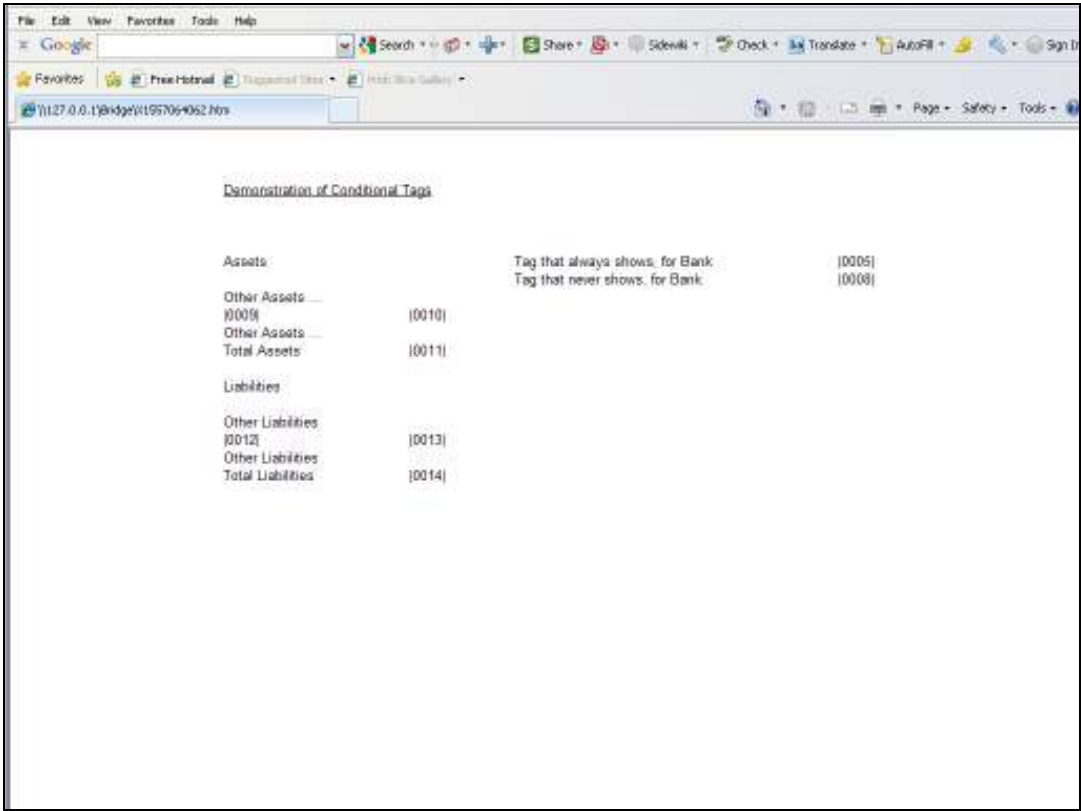 File Edit View Favorites Tools Help
Google Search Share Sidewiki Check Translate AutoFill Sign In
Favorites Free Hotmail
Page Safety Tools
Demonstration of Conditional Tags
Assets Tag that always shows, for Bank |0005|
Tag that never shows, for Bank |0008|
Other Assets ....
|0009| |0010|
Other Assets ....
Total Assets |0011|
Liabilities
Other Liabilities
|0012| |0013|
Other Liabilities
Total Liabilities |0014|